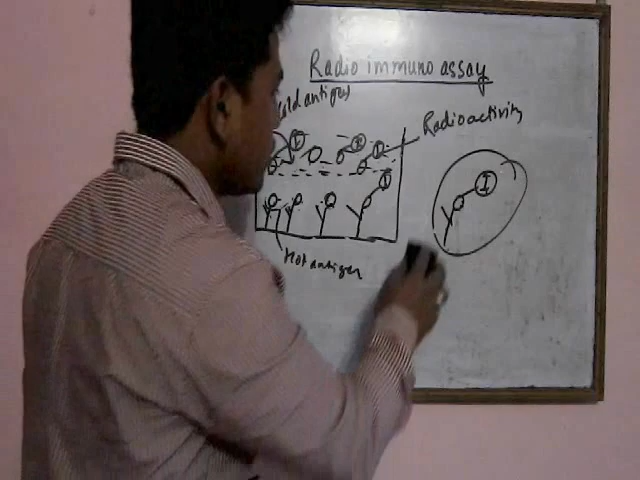 Radio immuno assay
cold antigen
Radioactivity
I
I
I
I
I
Hot antigen